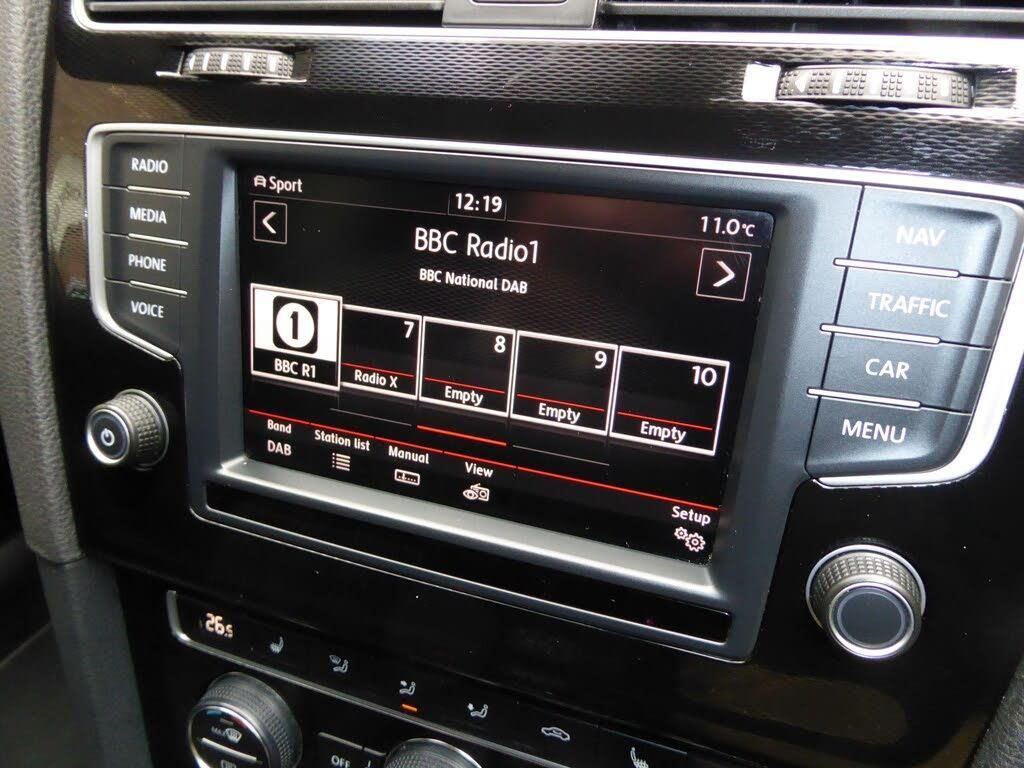 RADIO
MEDIA
PHONE
VOICE
Sport
12:19
11.0°C
BBC Radio1
BBC National DAB
1
BBC R1
7
Radio X
8
Empty
9
Empty
10
Empty
Band
DAB
Station list
Manual
View
Setup
NAV
TRAFFIC
CAR
MENU
26.5
MAX
OFF